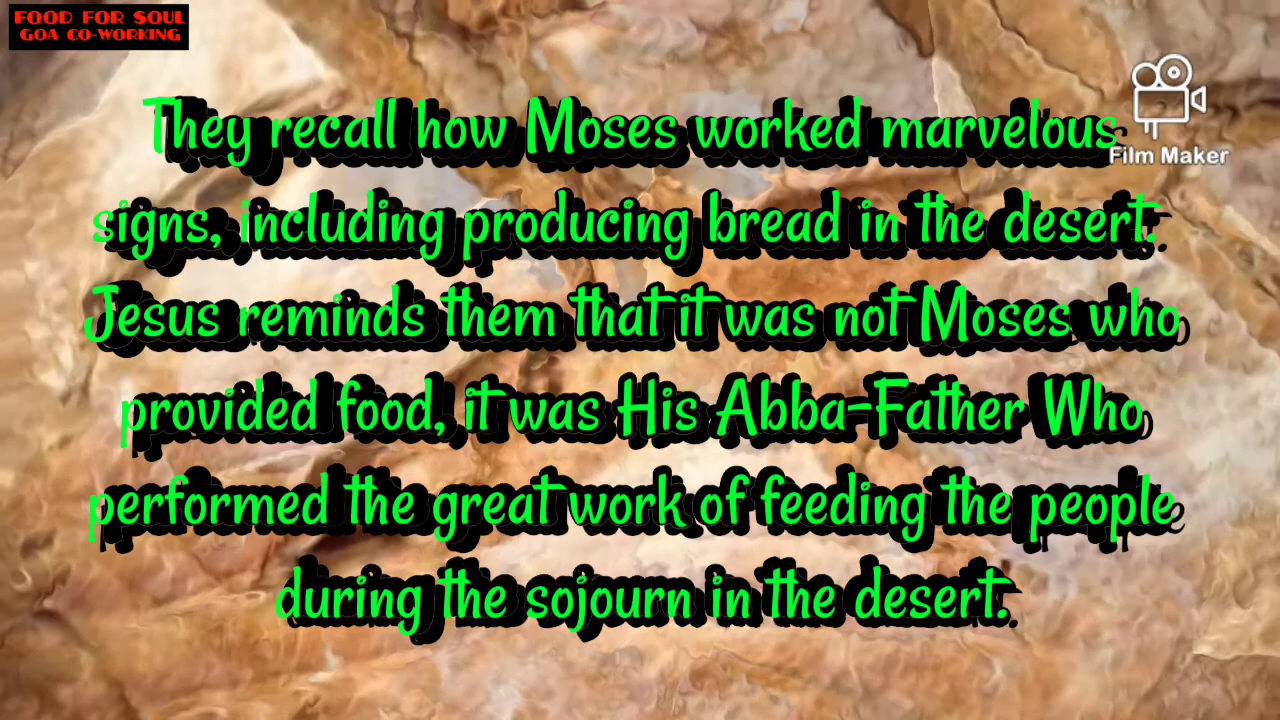 FOOD FOR SOUL
GOA CO-WORKING
Film Maker
They recall how Moses worked marvelous
signs, including producing bread in the desert.
Jesus reminds them that it was not Moses who
provided food, it was His Abba-Father Who
performed the great work of feeding the people
during the sojourn in the desert.